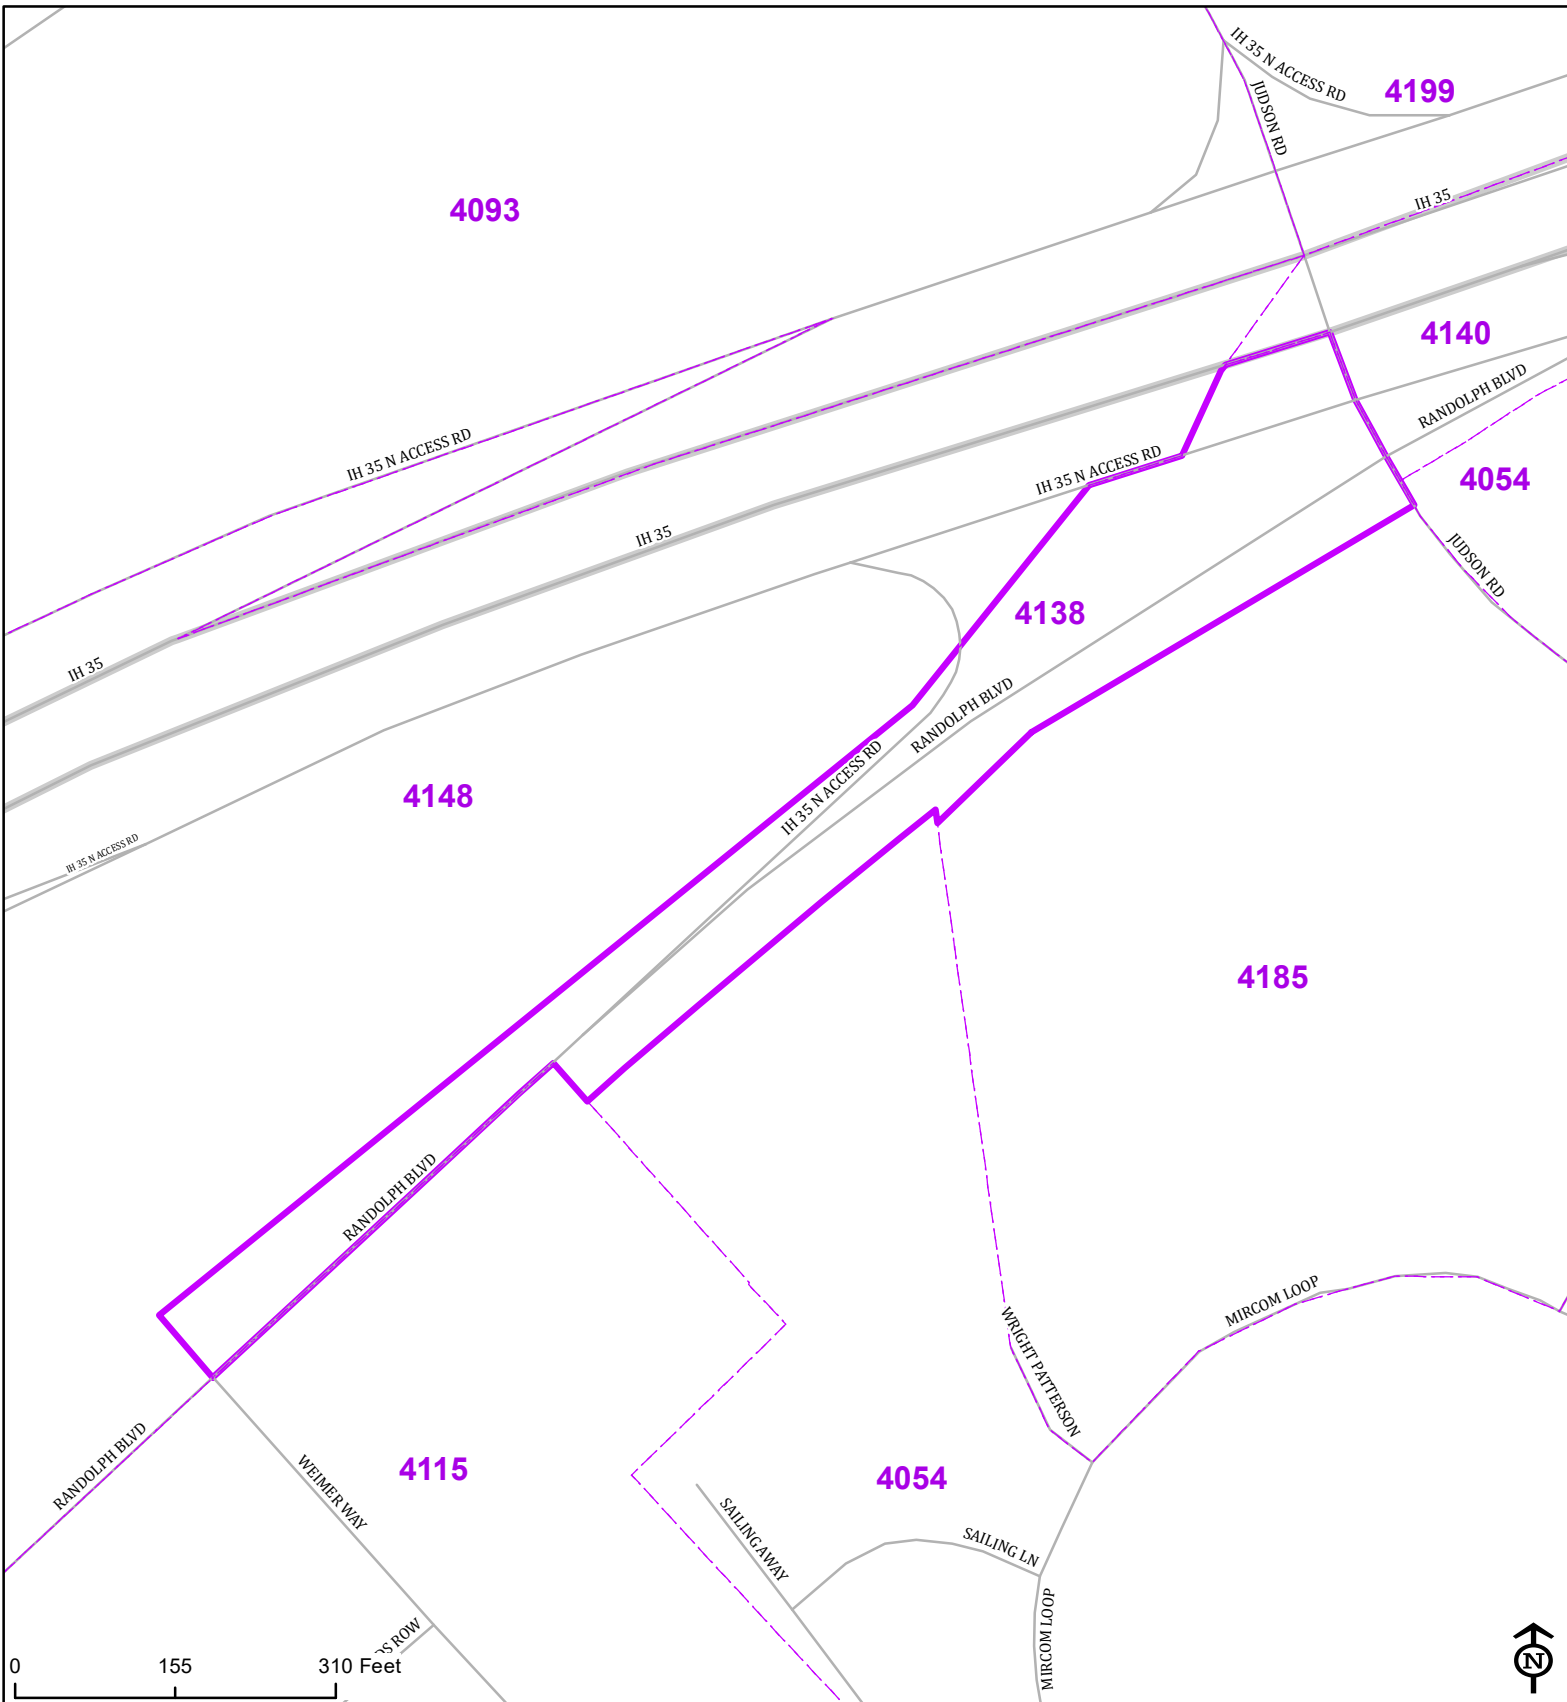 IH 35 N ACCESS RD
4199
JUDSON RD
4093
IH 35
4140
RANDOLPH BLVD
IH 35 N ACCESS RD
IH 35 N ACCESS RD
4054
IH 35
JUDSON RD
4138
IH 35
RANDOLPH BLVD
IH 35 N ACCESS RD
4148
IH 35 N ACCESS RD
4185
RANDOLPH BLVD
MIRCOM LOOP
WRIGHT PATTERSON
RANDOLPH BLVD
4115
4054
WEIMER WAY
SAILING AWAY
SAILING LN
MIRCOM LOOP
OS ROW
0 155 310 Feet
N